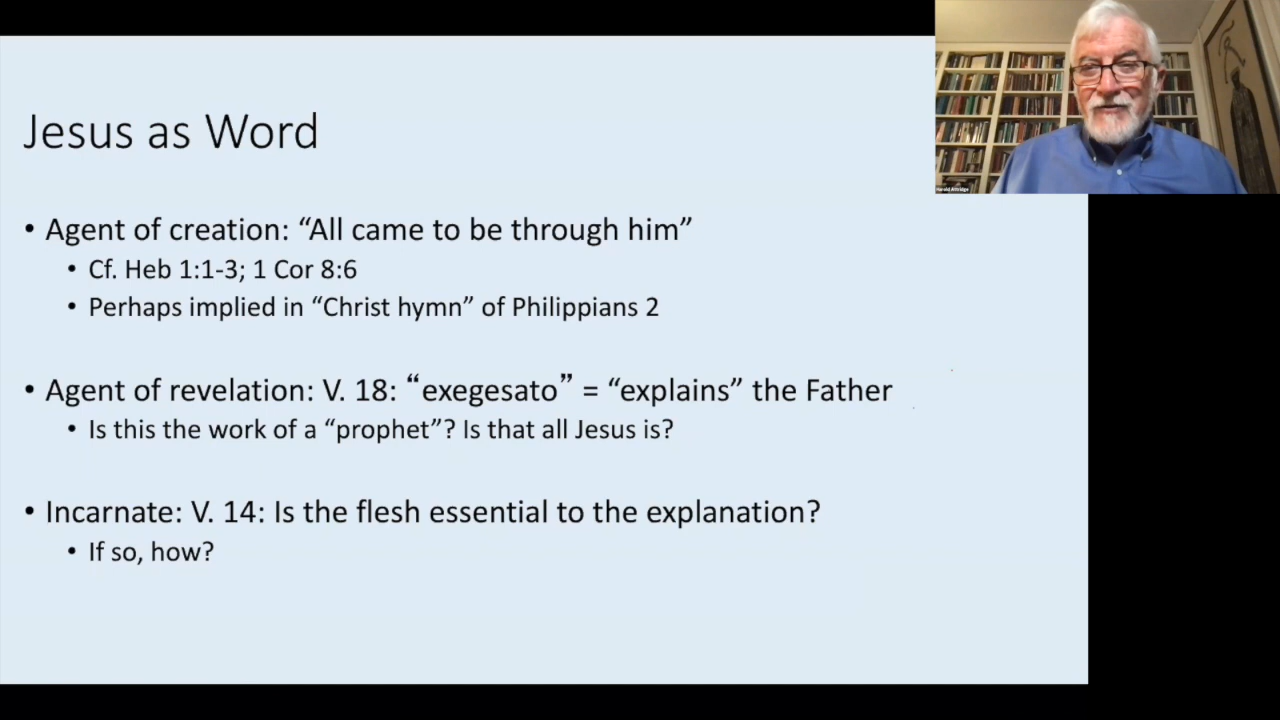 Jesus as Word
• Agent of creation: “All came to be through him”
• Cf. Heb 1:1-3; 1 Cor 8:6
• Perhaps implied in “Christ hymn” of Philippians 2
• Agent of revelation: V. 18: “exegesato” = “explains” the Father
• Is this the work of a “prophet”? Is that all Jesus is?
• Incarnate: V. 14: Is the flesh essential to the explanation?
• If so, how?
Harold Attridge